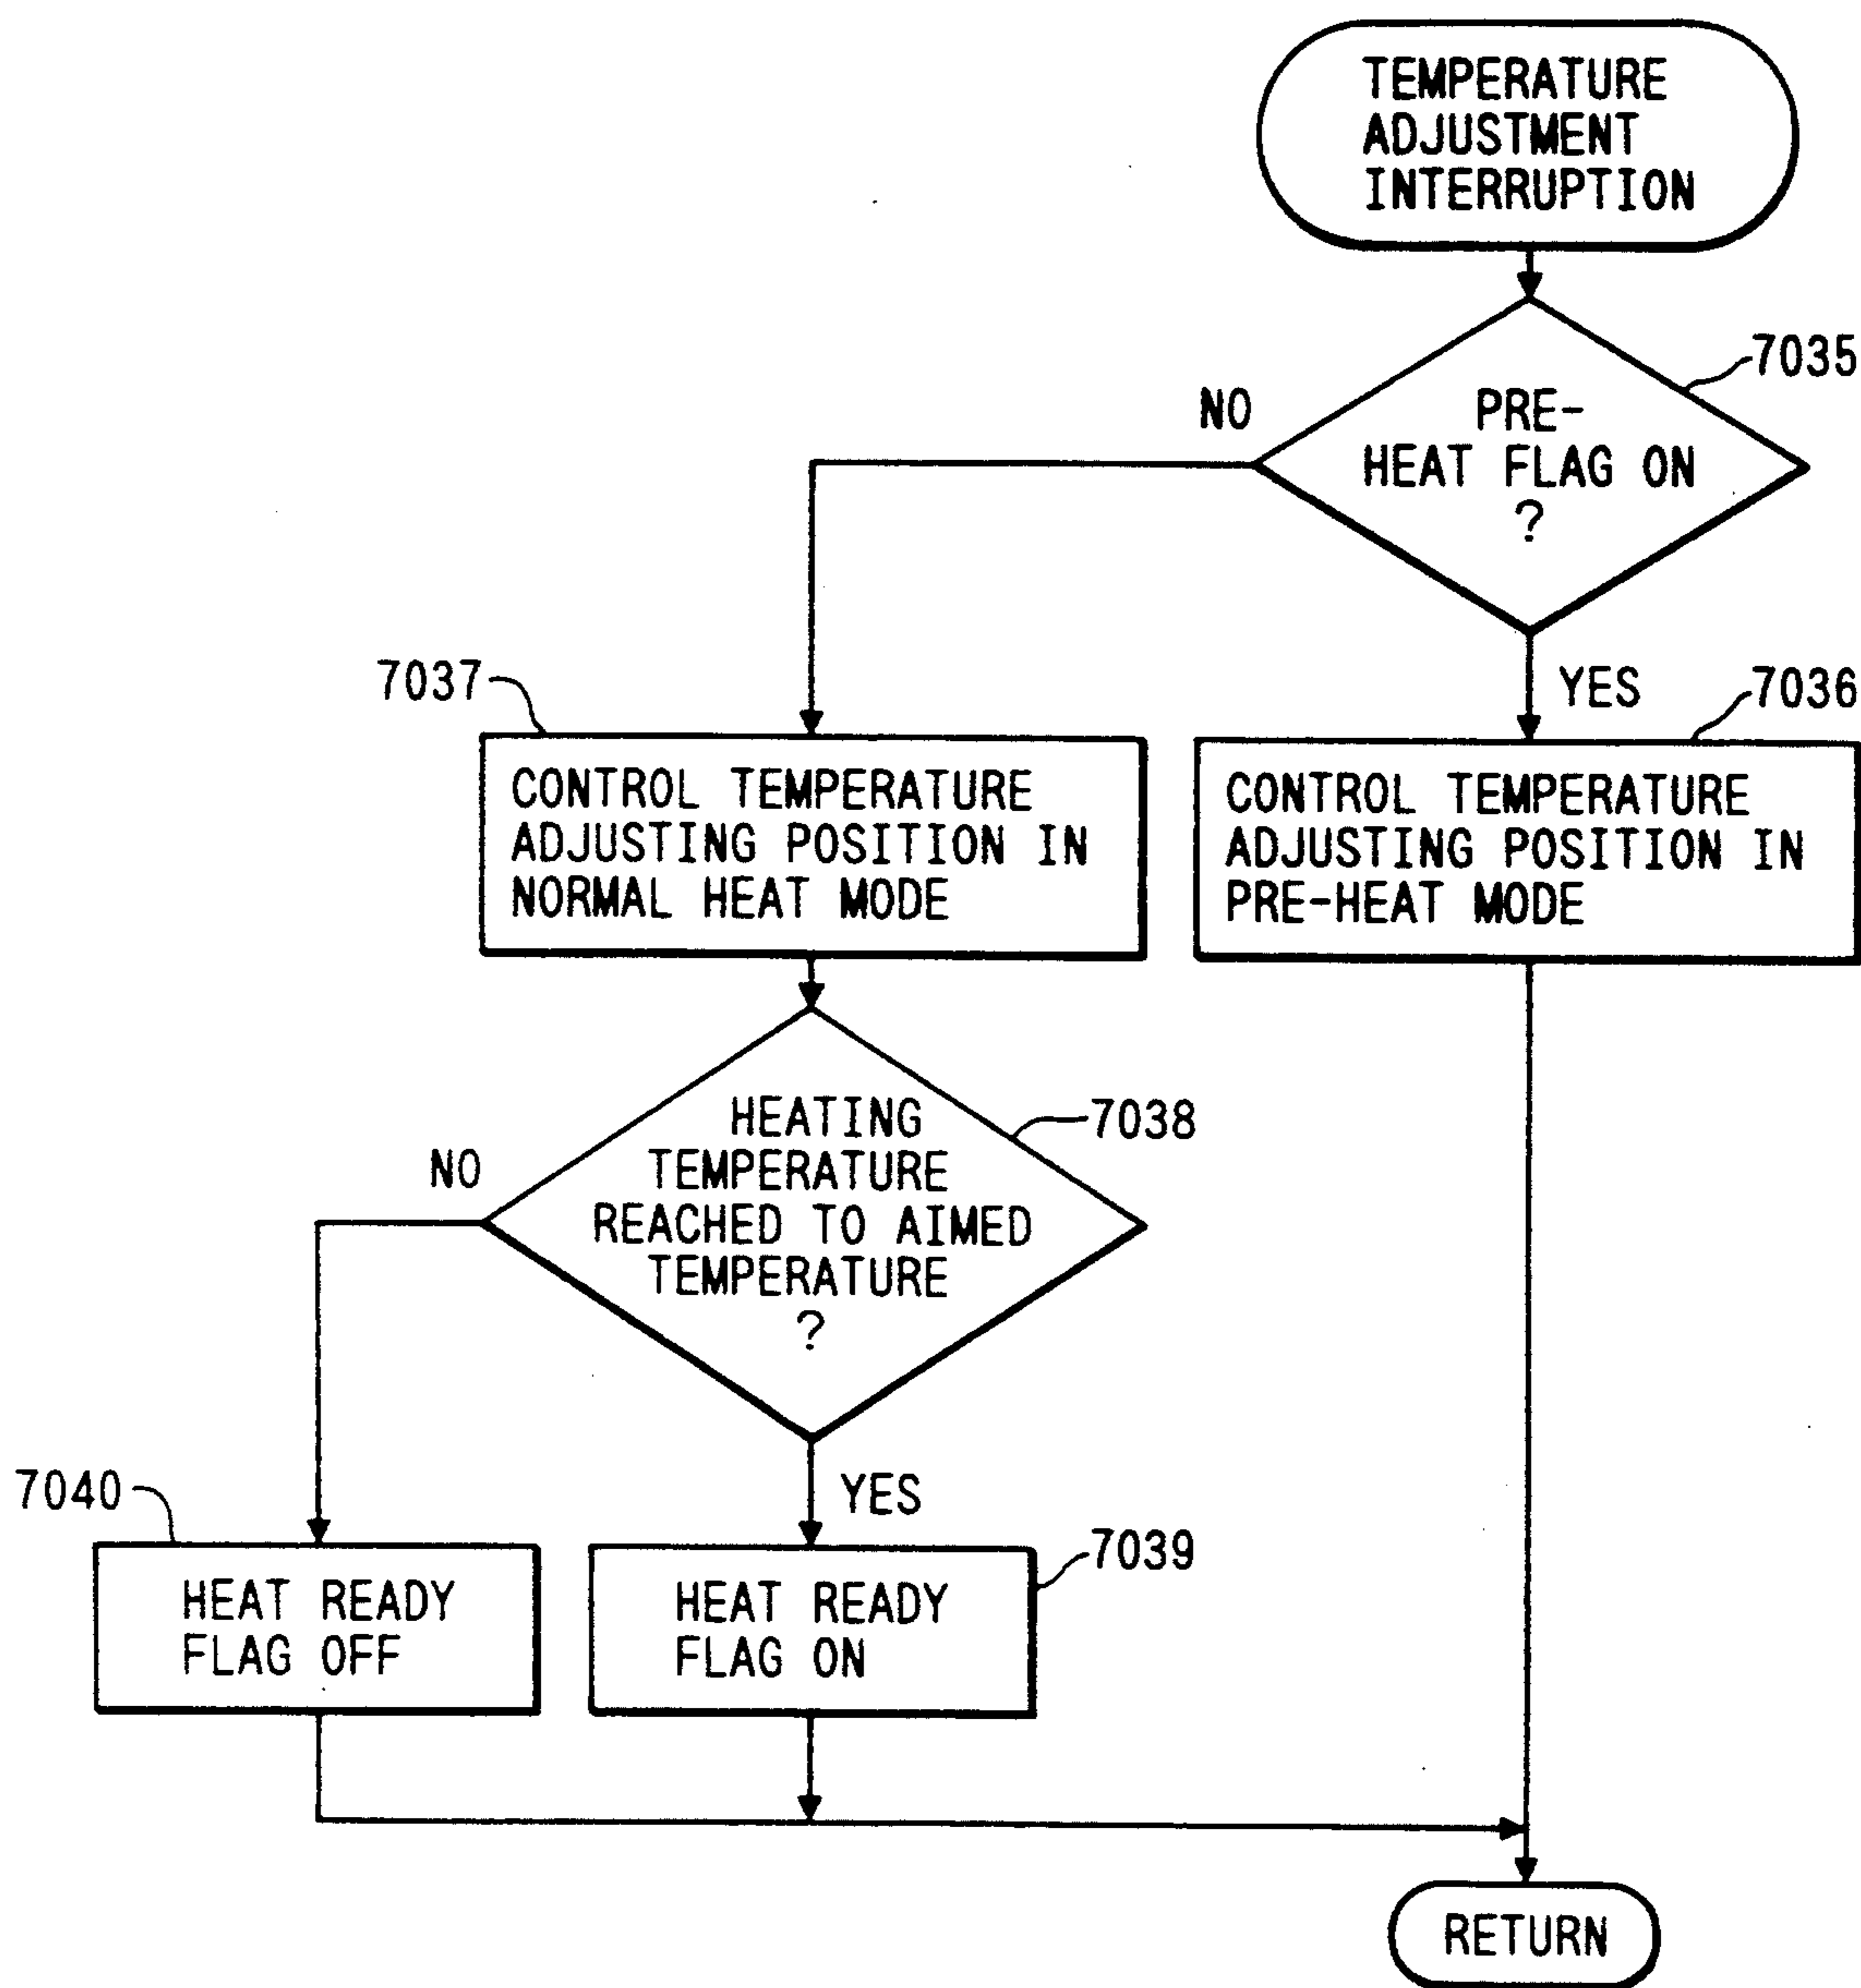 TEMPERATURE
ADJUSTMENT
INTERRUPTION
7035
PRE-
HEAT FLAG ON
?
NO
YES
7037
7036
CONTROL TEMPERATURE
ADJUSTING POSITION IN
NORMAL HEAT MODE
CONTROL TEMPERATURE
ADJUSTING POSITION IN
PRE-HEAT MODE
HEATING
TEMPERATURE
REACHED TO AIMED
TEMPERATURE
?
7038
NO
YES
7040
7039
HEAT READY
FLAG OFF
HEAT READY
FLAG ON
RETURN